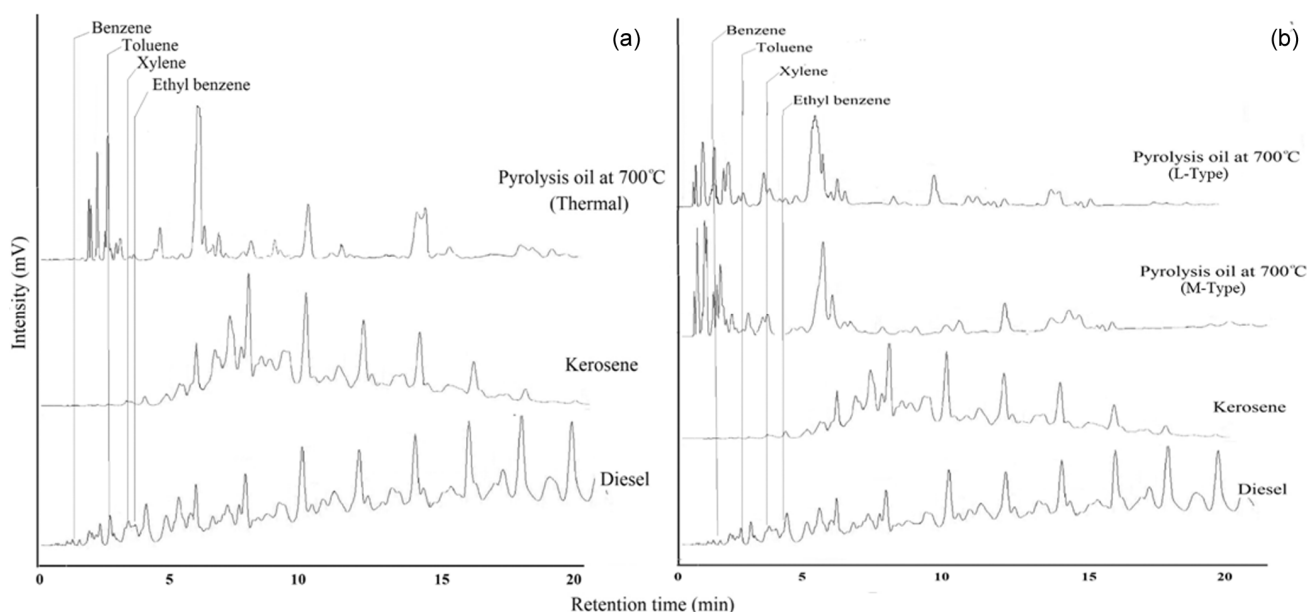 Benzene
Toluene
Xylene
Ethyl benzene
(a)
Pyrolysis oil at 700℃
(Thermal)
Kerosene
Diesel
Intensity (mV)
0 5 10 15 20
Benzene
Toluene
Xylene
Ethyl benzene
(b)
Pyrolysis oil at 700℃
(L-Type)
Pyrolysis oil at 700℃
(M-Type)
Kerosene
Diesel
0 5 10 15 20
Retention time (min)